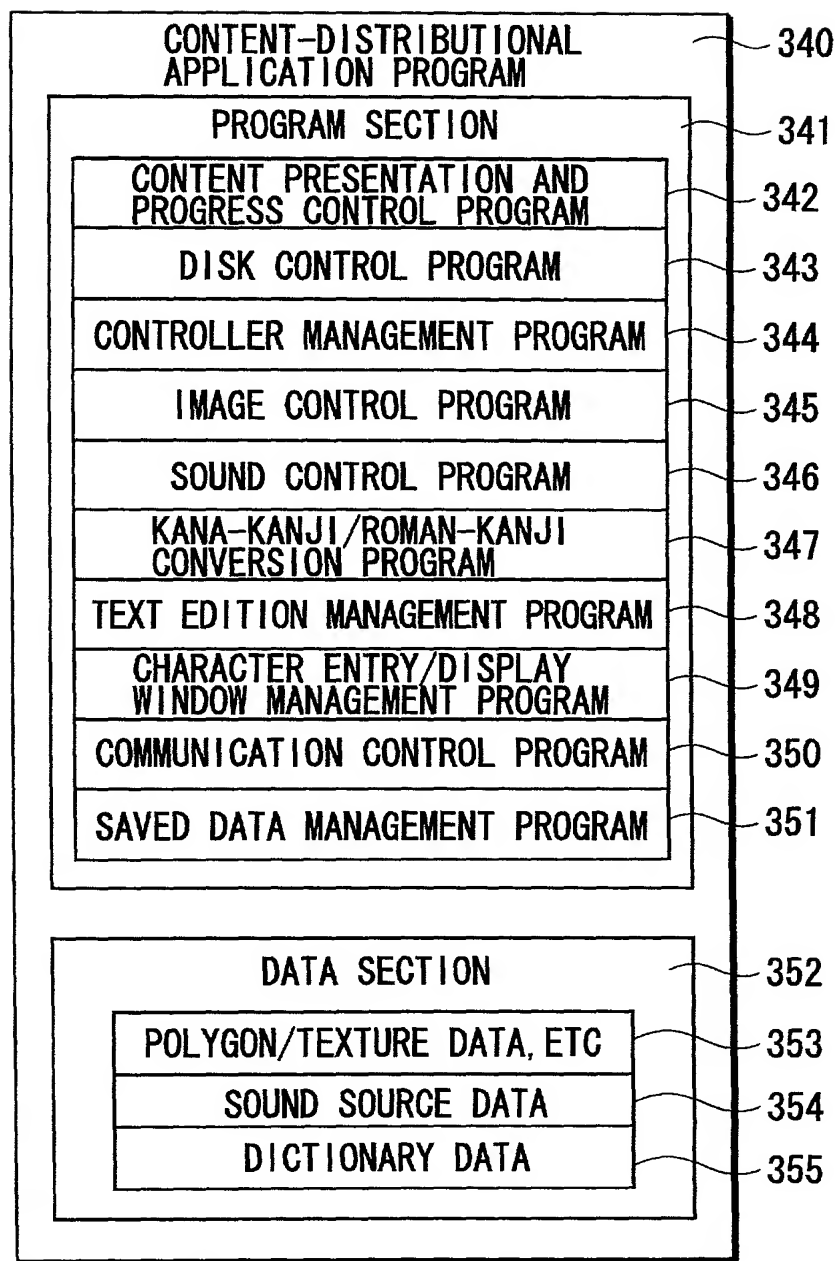 CONTENT-DISTRIBUTIONAL
APPLICATION PROGRAM
340
PROGRAM SECTION
341
CONTENT PRESENTATION AND
PROGRESS CONTROL PROGRAM
342
DISK CONTROL PROGRAM
343
CONTROLLER MANAGEMENT PROGRAM
344
IMAGE CONTROL PROGRAM
345
SOUND CONTROL PROGRAM
346
KANA-KANJI/ROMAN-KANJI
CONVERSION PROGRAM
347
TEXT EDITION MANAGEMENT PROGRAM
348
CHARACTER ENTRY/DISPLAY
WINDOW MANAGEMENT PROGRAM
349
COMMUNICATION CONTROL PROGRAM
350
SAVED DATA MANAGEMENT PROGRAM
351
DATA SECTION
352
POLYGON/TEXTURE DATA, ETC
353
SOUND SOURCE DATA
354
DICTIONARY DATA
355